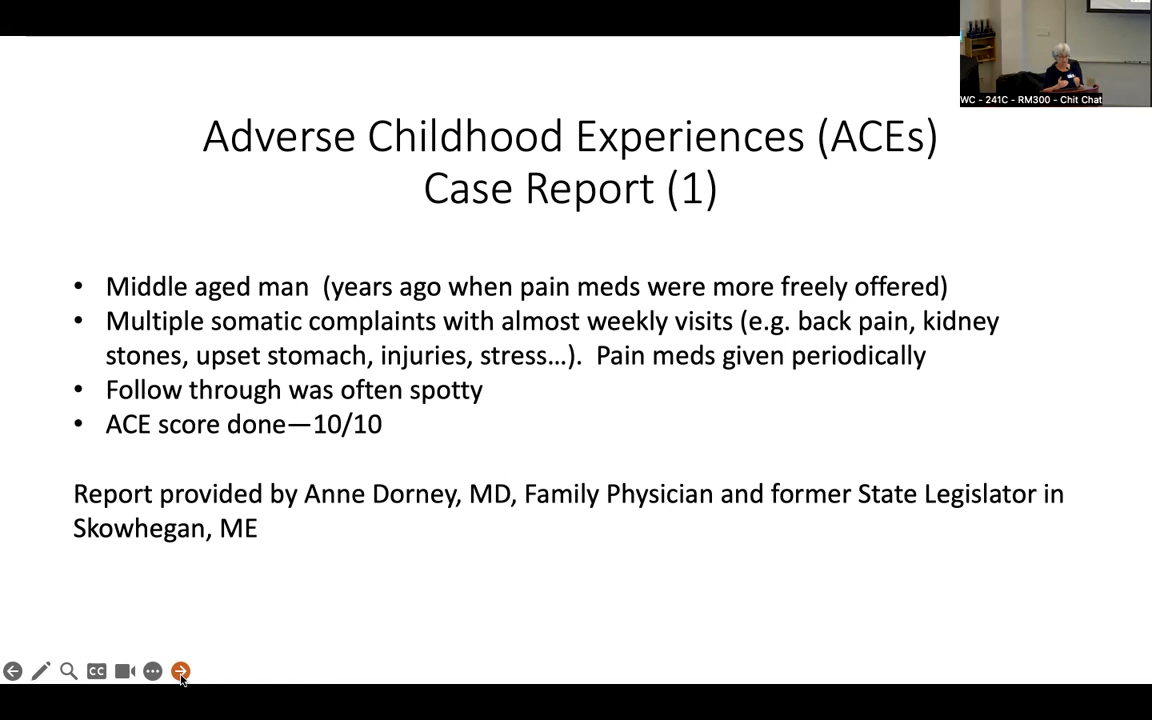 WC - 241C - RM300 - Chit Chat
Adverse Childhood Experiences (ACEs)
Case Report (1)
• Middle aged man  (years ago when pain meds were more freely offered)
• Multiple somatic complaints with almost weekly visits (e.g. back pain, kidney
stones, upset stomach, injuries, stress…).  Pain meds given periodically
• Follow through was often spotty
• ACE score done—10/10
Report provided by Anne Dorney, MD, Family Physician and former State Legislator in
Skowhegan, ME
CC